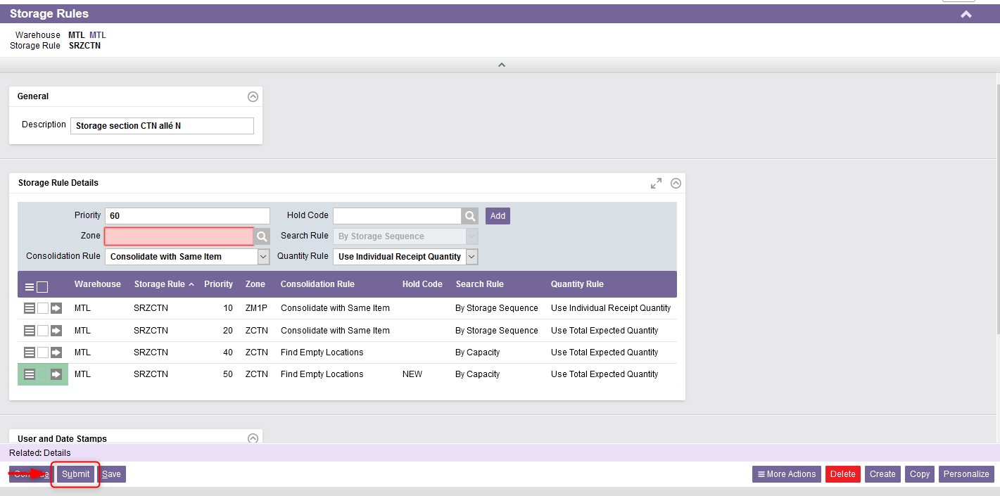 Storage Rules
Warehouse MTL MTL
Storage Rule SRZCTN
General
Description Storage section CTN allé N
Storage Rule Details
Priority 60 Hold Code Add
Zone Search Rule By Storage Sequence
Consolidation Rule Consolidate with Same Item Quantity Rule Use Individual Receipt Quantity
Warehouse Storage Rule Priority Zone Consolidation Rule Hold Code Search Rule Quantity Rule
MTL SRZCTN 10 ZM1P Consolidate with Same Item By Storage Sequence Use Individual Receipt Quantity
MTL SRZCTN 20 ZCTN Consolidate with Same Item By Storage Sequence Use Total Expected Quantity
MTL SRZCTN 40 ZCTN Find Empty Locations By Capacity Use Total Expected Quantity
MTL SRZCTN 50 ZCTN Find Empty Locations NEW By Capacity Use Total Expected Quantity
User and Date Stamps
Related: Details
Submit Save More Actions Delete Create Copy Personalize